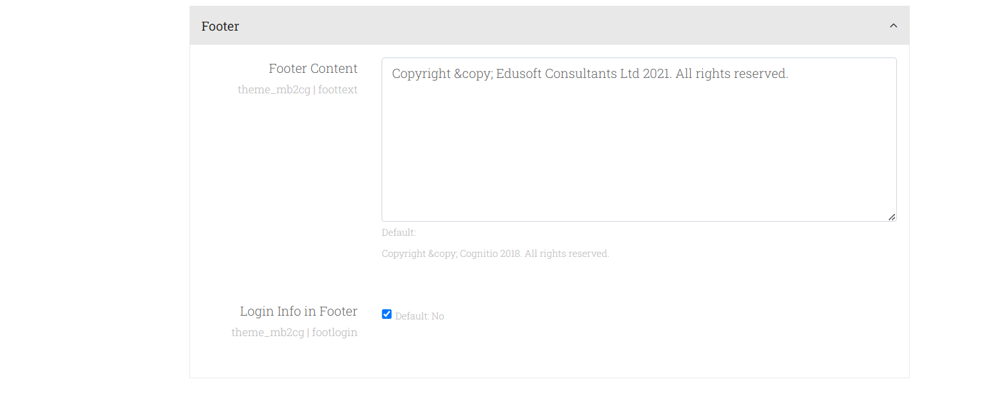 Footer
Footer Content
theme_mb2cg | foottext
Copyright &copy; Edusoft Consultants Ltd 2021. All rights reserved.
Default:
Copyright &copy; Cognitio 2018. All rights reserved.
Login Info in Footer
theme_mb2cg | footlogin
Default: No